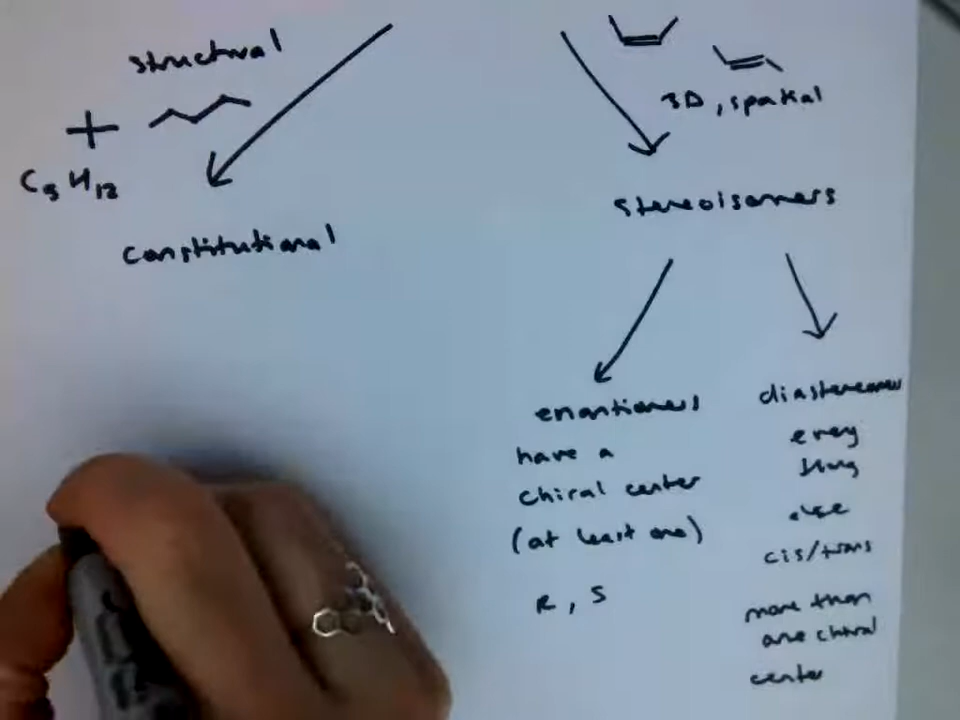 structural
C5H12
constitutional
3D, spatial
stereoisomers
enantiomers
have a
chiral center
(at least one)
R, S
diastereomers
every
thing
else
cis/trans
more than
one chiral
center